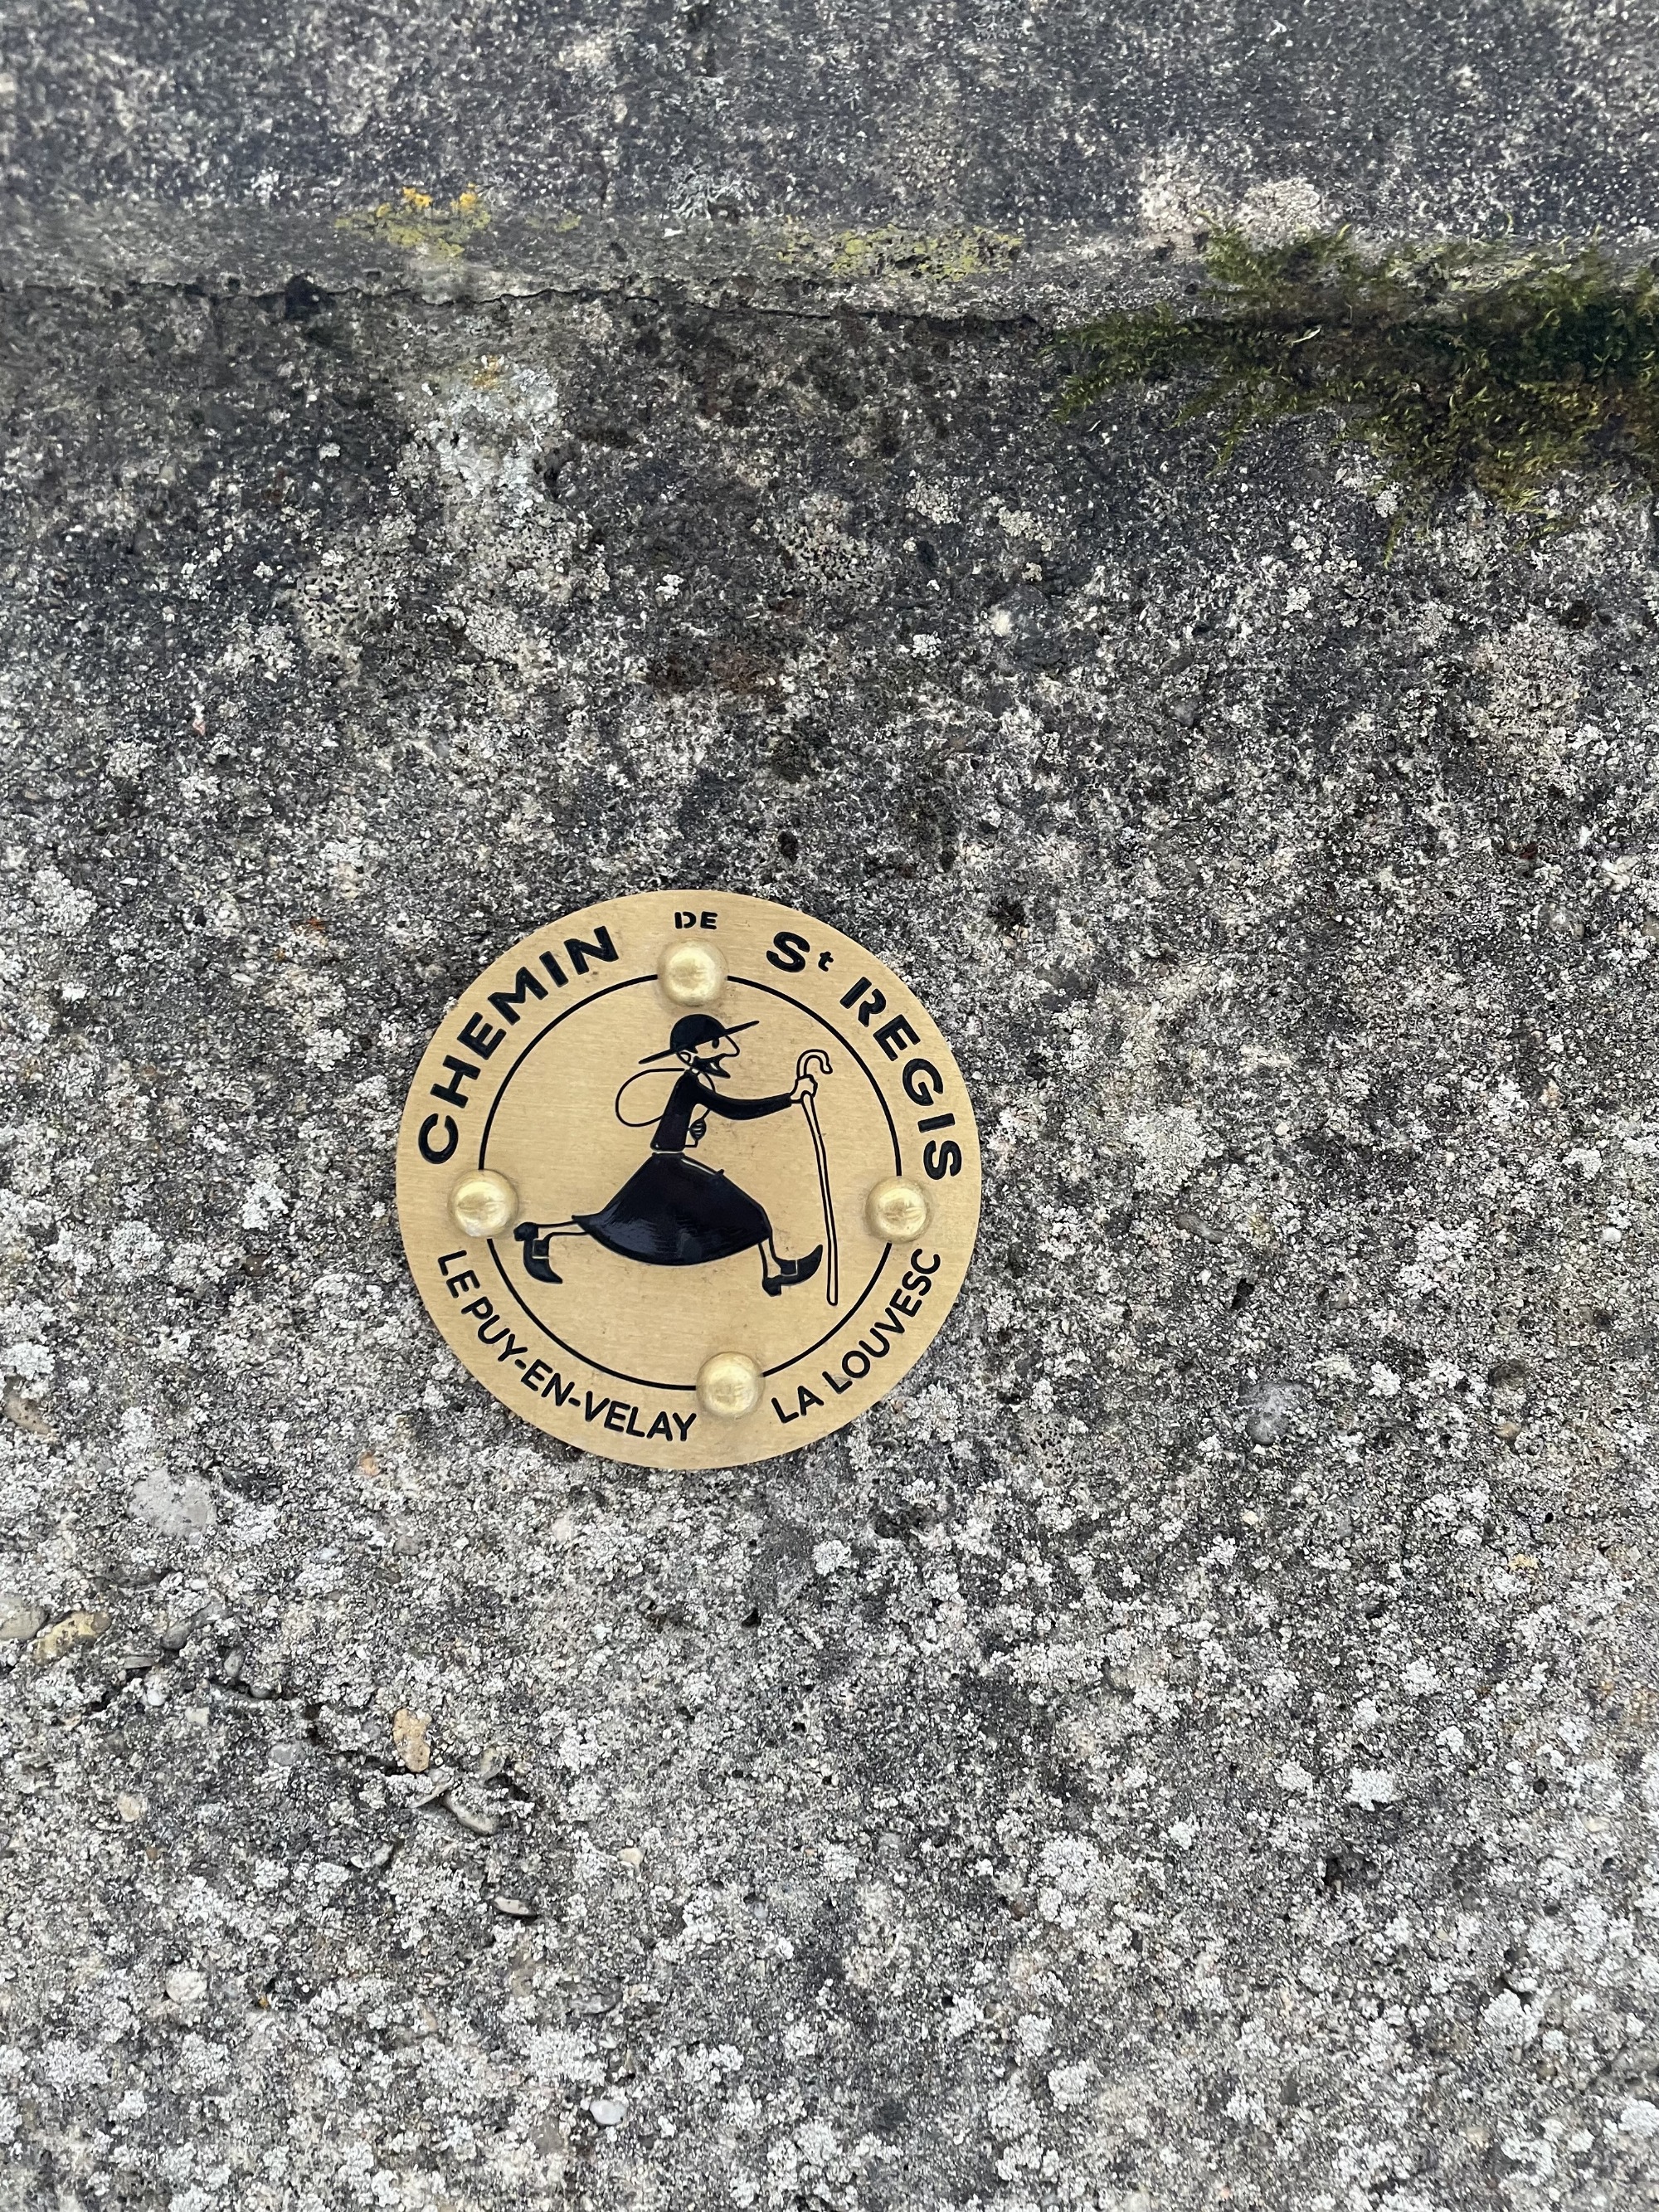 CHEMIN DE St REGIS
LE PUY-EN-VELAY
LA LOUVESC